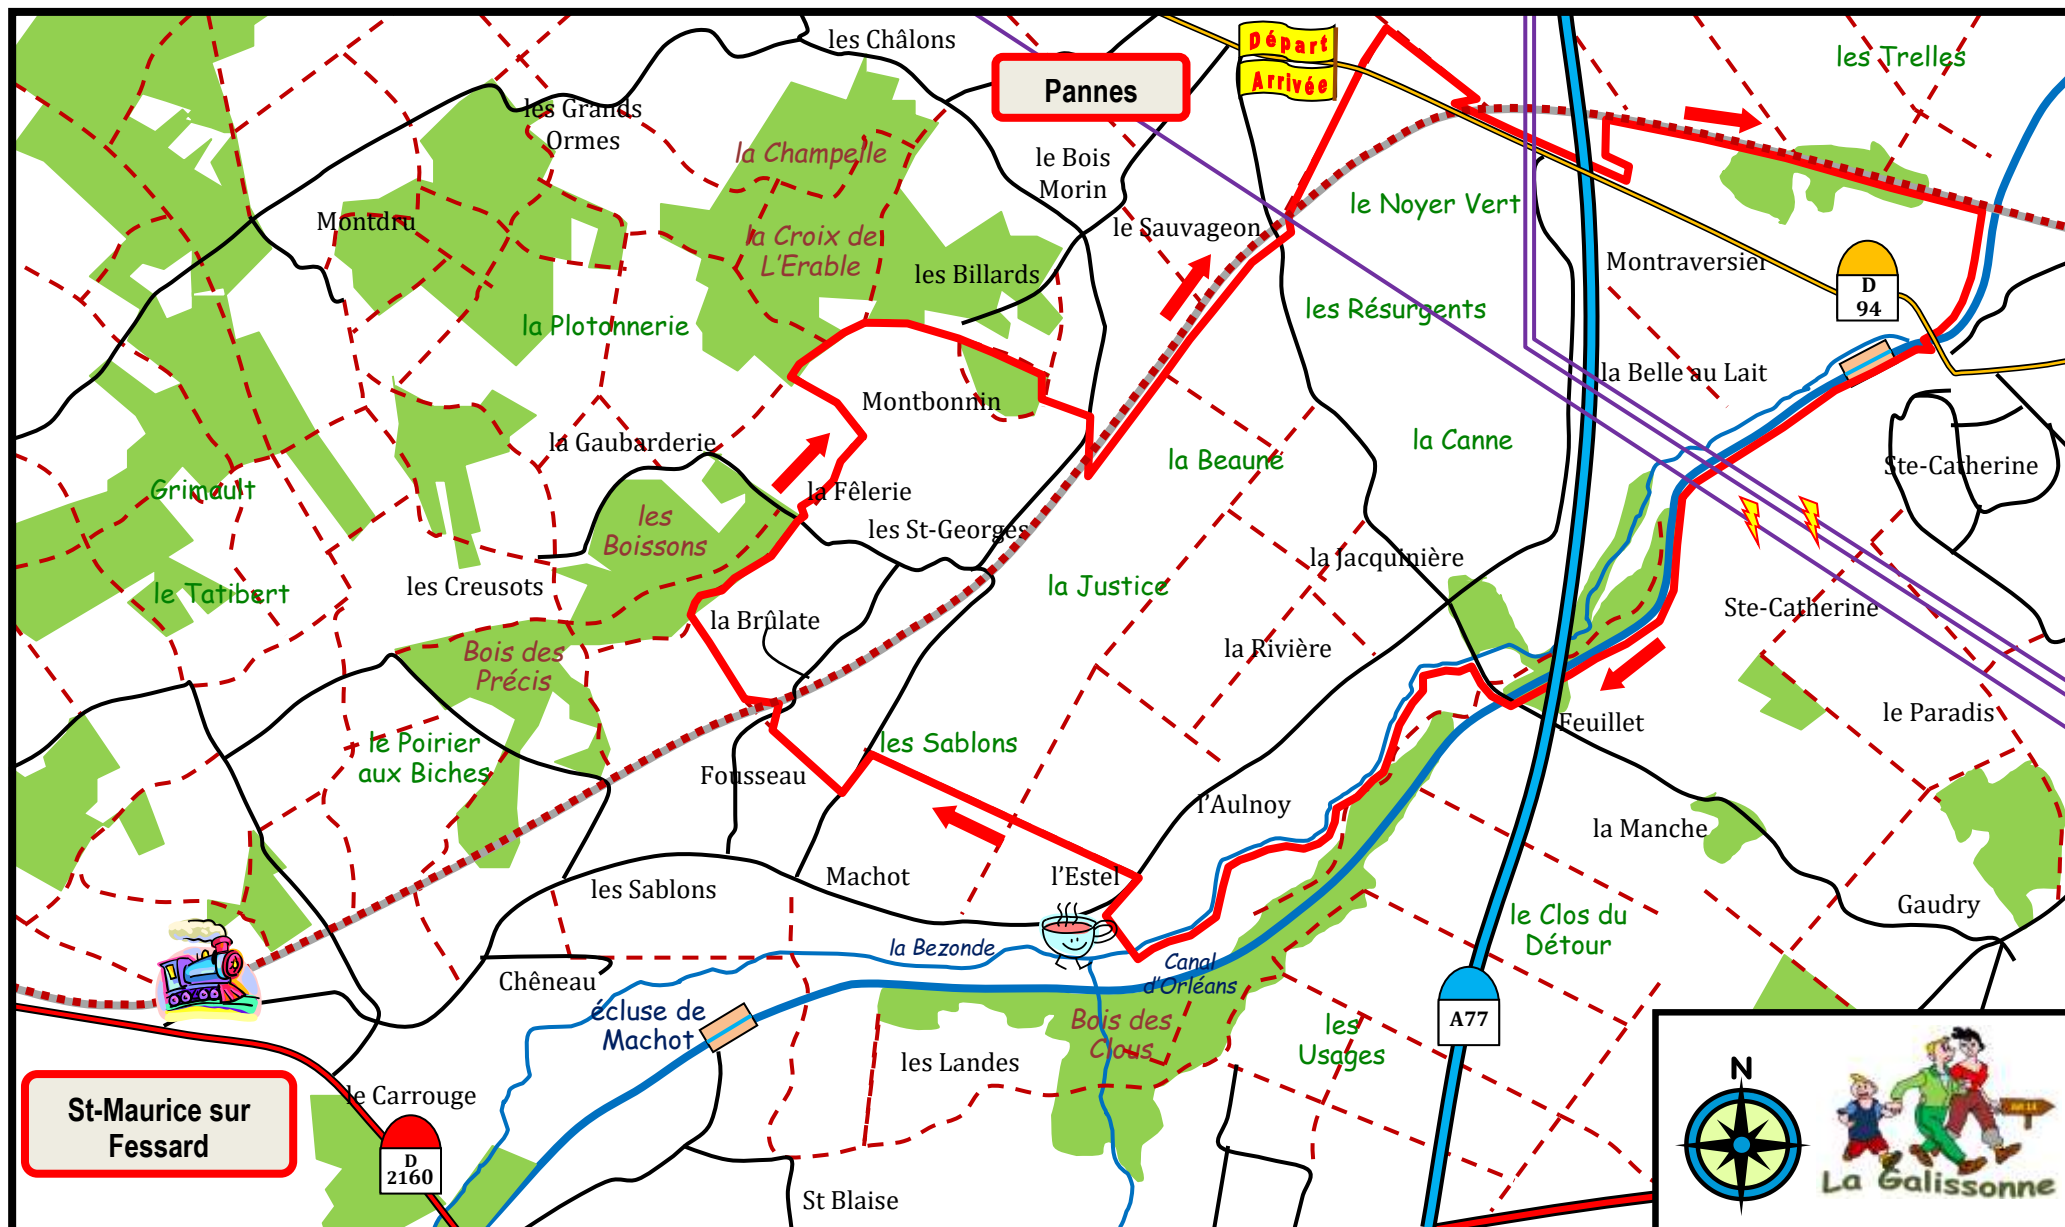 les Châlons
Départ
Arrivée
les Trelles
Pannes
les Grands
Ormes
la Champelle
le Bois
Morin
Montdru
la Croix de
L'Erable
le Sauvageon
le Noyer Vert
les Billards
Montraversier
D
94
la Plotonnerie
les Résurgents
la Belle au Lait
Montbonnin
la Gaubarderie
la Beaune
la Canne
Ste-Catherine
Grimault
la Fêlerie
les
Boissons
les St-Georges
la Jacquinière
le Tatibert
les Creusots
la Justice
Ste-Catherine
la Brûlate
Bois des
Précis
la Rivière
le Paradis
Feuillet
le Poirier
aux Biches
les Sablons
Fousseau
l'Aulnoy
la Manche
les Sablons
Machot
l'Estel
Gaudry
le Clos du
Détour
la Bezonde
Canal
d'Orléans
Chêneau
écluse de
Machot
Bois des
Clous
les
Usages
A77
les Landes
le Carrouge
St-Maurice sur
Fessard
D
2160
St Blaise
N
La Galissonne